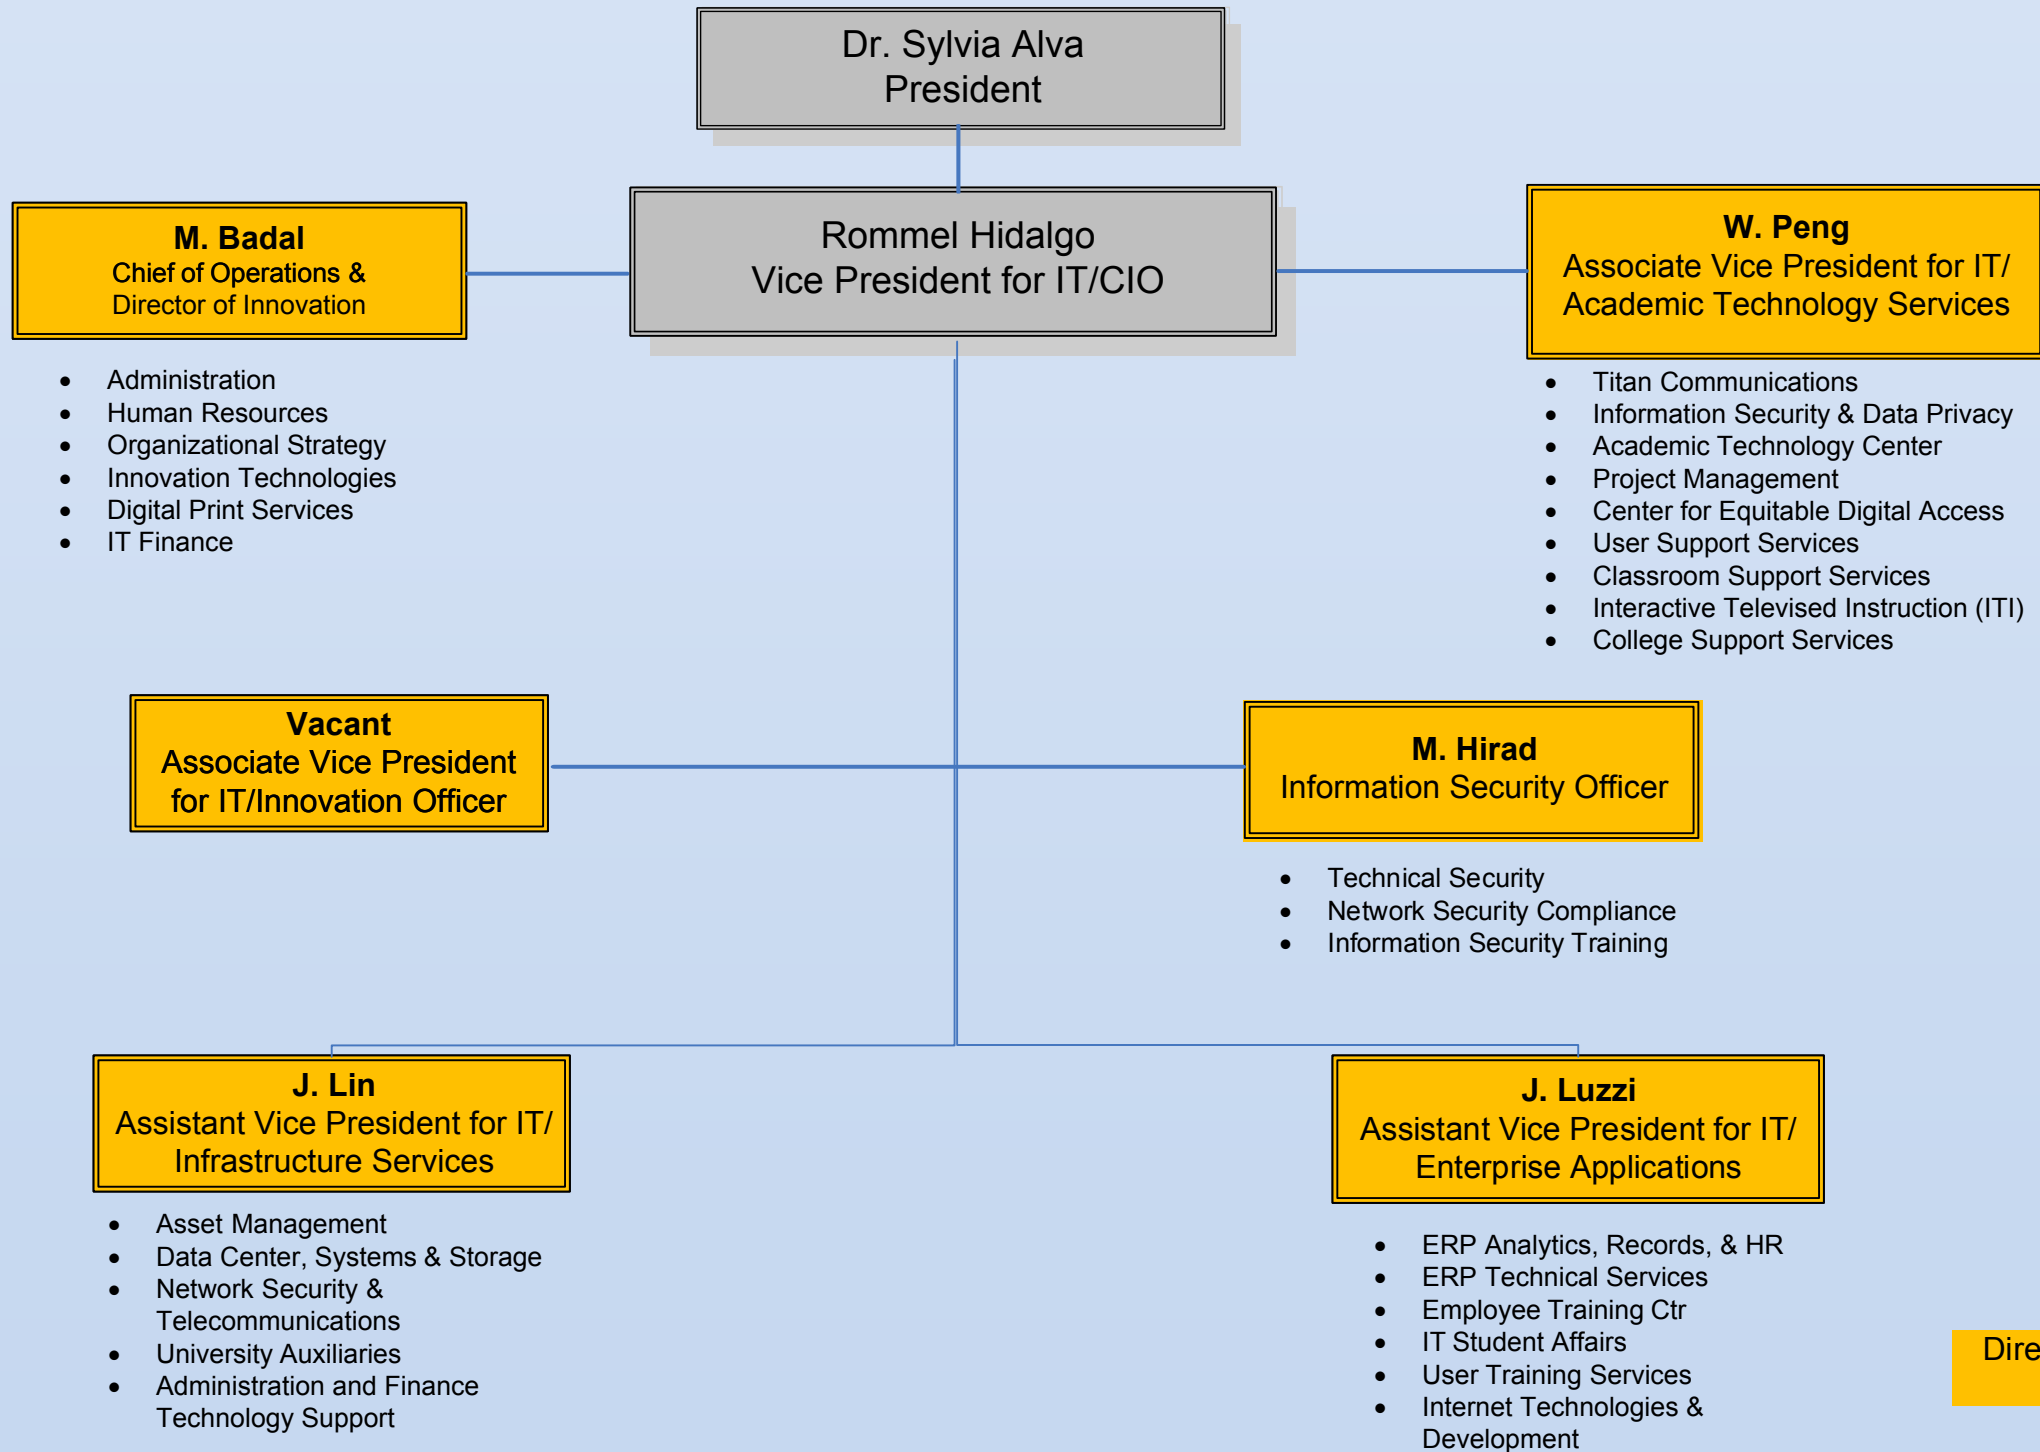 Dr. Sylvia Alva
President
Rommel Hidalgo
Vice President for IT/CIO
M. Badal
Chief of Operations &
Director of Innovation
• Administration
• Human Resources
• Organizational Strategy
• Innovation Technologies
• Digital Print Services
• IT Finance
W. Peng
Associate Vice President for IT/
Academic Technology Services
• Titan Communications
• Information Security & Data Privacy
• Academic Technology Center
• Project Management
• Center for Equitable Digital Access
• User Support Services
• Classroom Support Services
• Interactive Televised Instruction (ITI)
• College Support Services
Vacant
Associate Vice President
for IT/Innovation Officer
M. Hirad
Information Security Officer
• Technical Security
• Network Security Compliance
• Information Security Training
J. Lin
Assistant Vice President for IT/
Infrastructure Services
• Asset Management
• Data Center, Systems & Storage
• Network Security &
Telecommunications
• University Auxiliaries
• Administration and Finance
Technology Support
J. Luzzi
Assistant Vice President for IT/
Enterprise Applications
• ERP Analytics, Records, & HR
• ERP Technical Services
• Employee Training Ctr
• IT Student Affairs
• User Training Services
• Internet Technologies &
Development